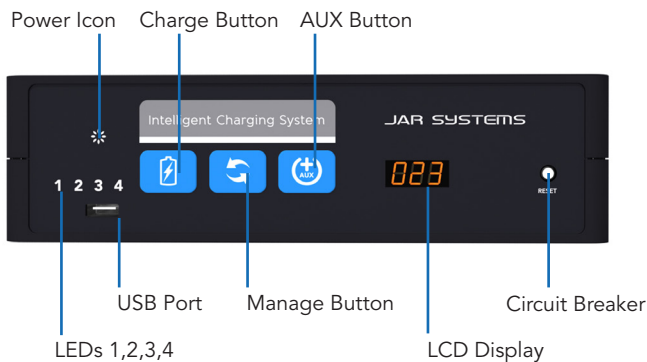 Power Icon
Charge Button
AUX Button
Intelligent Charging System
JAR SYSTEMS
AUX
023
1 2 3 4
RESET
USB Port
Manage Button
Circuit Breaker
LEDs 1,2,3,4
LCD Display